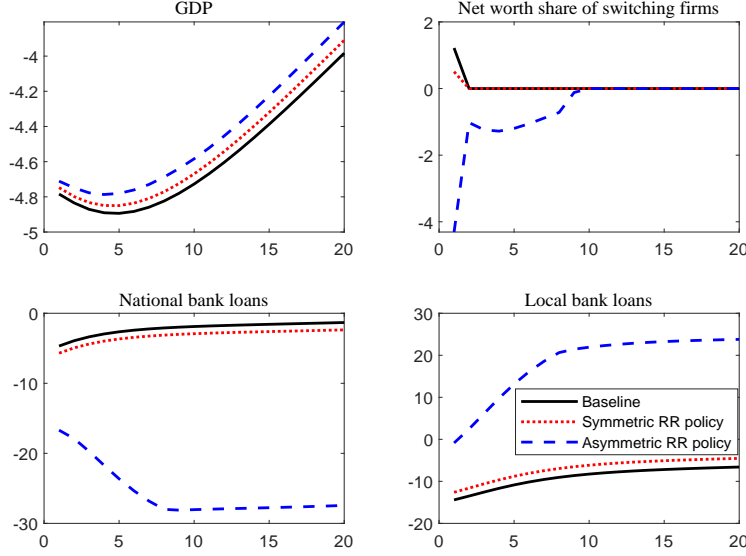 GDP
-4
-4.2
-4.4
-4.6
-4.8
-5
0 5 10 15 20
Net worth share of switching firms
2
0
-2
-4
0 5 10 15 20
National bank loans
0
-10
-20
-30
0 5 10 15 20
Local bank loans
30
20
10
0
-10
-20
0 5 10 15 20
Baseline
Symmetric RR policy
Asymmetric RR policy